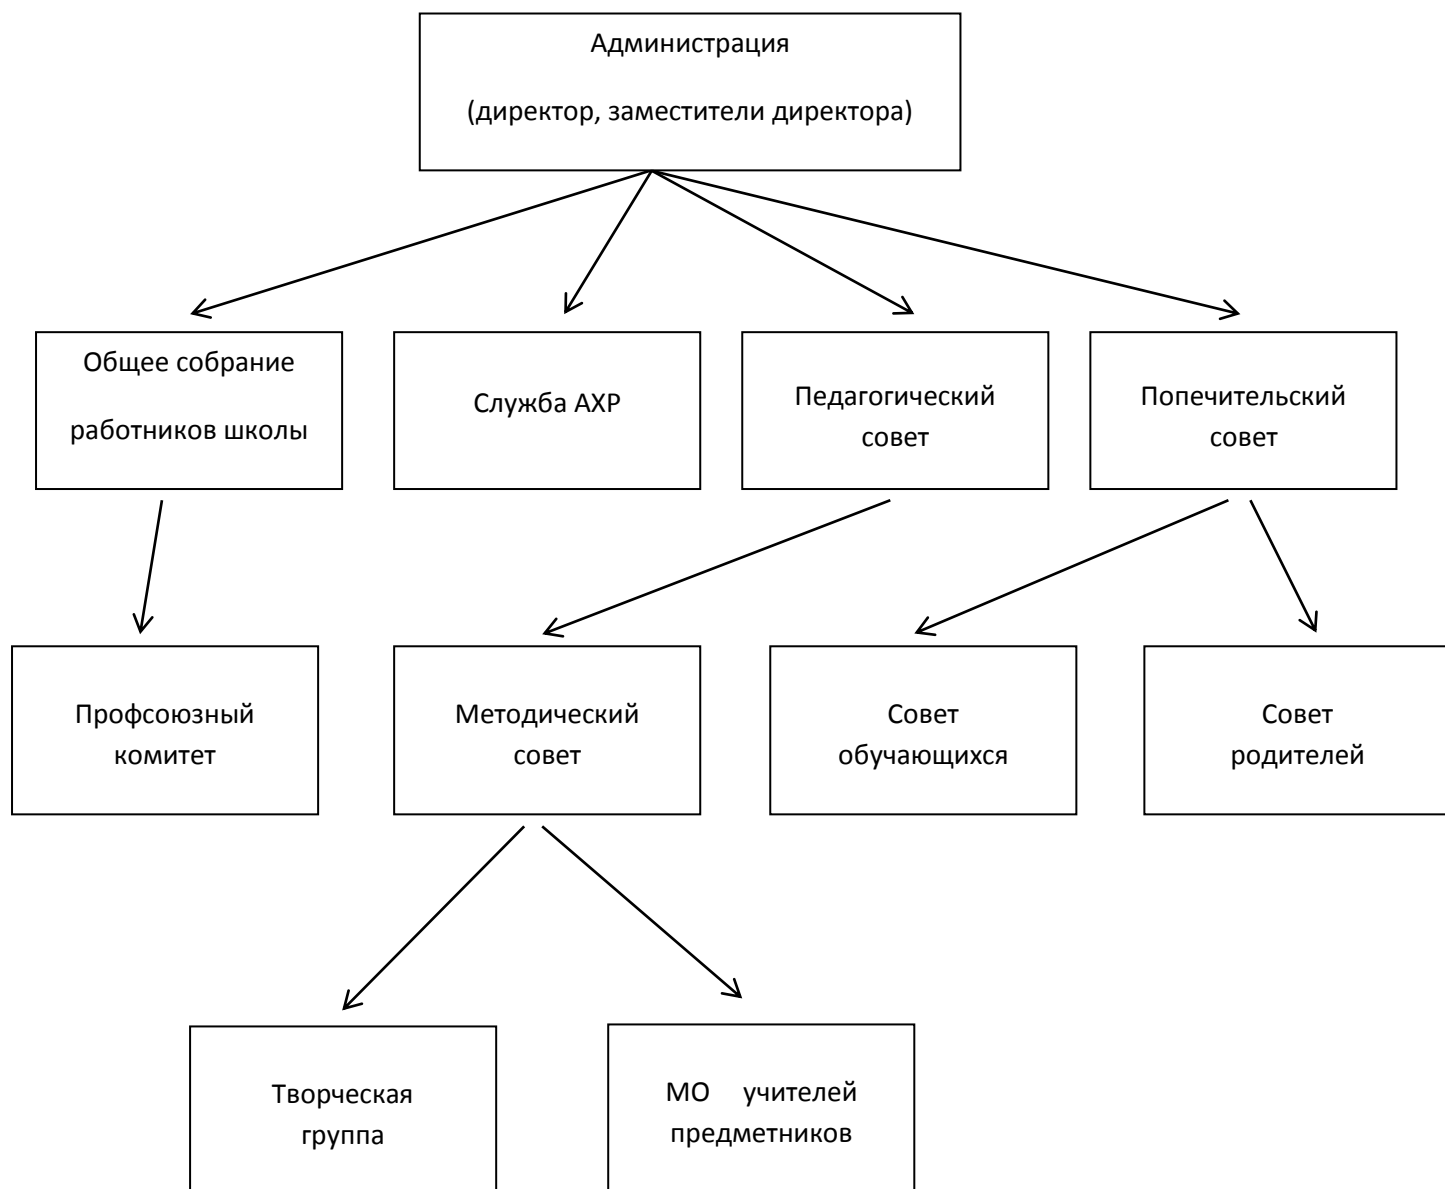 Администрация
(директор, заместители директора)
Общее собрание
работников школы
Служба АХР
Педагогический
совет
Попечительский
совет
Профсоюзный
комитет
Методический
совет
Совет
обучающихся
Совет
родителей
Творческая
группа
МО учителей
предметников